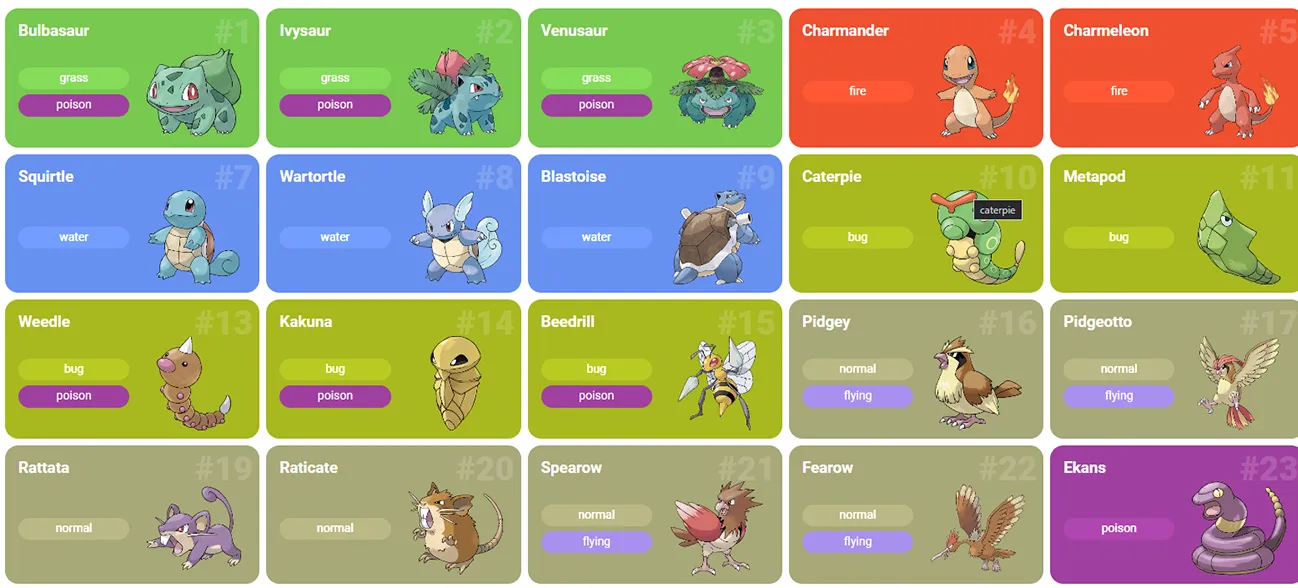 Bulbasaur #1
grass
poison
Ivysaur #2
grass
poison
Venusaur #3
grass
poison
Charmander #4
fire
Charmeleon #5
fire
Squirtle #7
water
Wartortle #8
water
Blastoise #9
water
Caterpie #10
caterpie
bug
Metapod #11
bug
Weedle #13
bug
poison
Kakuna #14
bug
poison
Beedrill #15
bug
poison
Pidgey #16
normal
flying
Pidgeotto #17
normal
flying
Rattata #19
normal
Raticate #20
normal
Spearow #21
normal
flying
Fearow #22
normal
flying
Ekans #23
poison